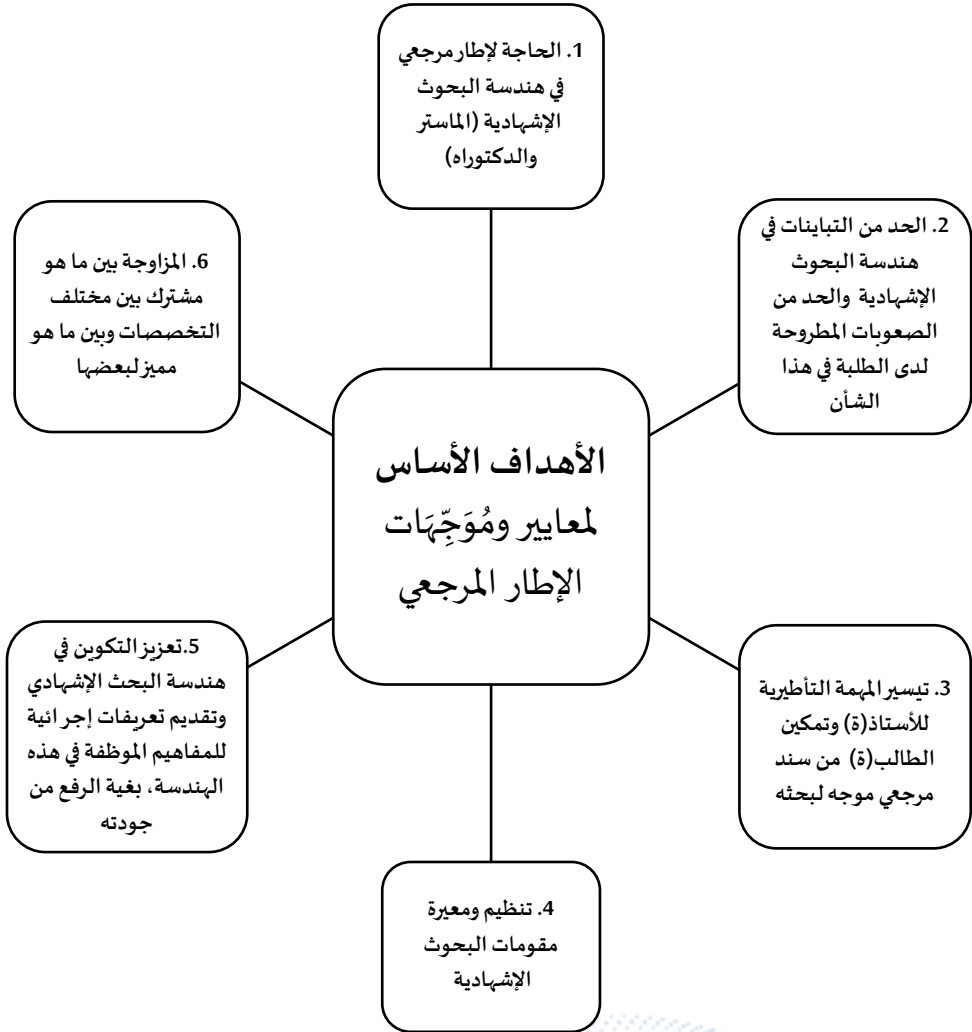 1. الحاجة لإطار مرجعي
في هندسة البحوث
الإشهادية (الماستر
والدكتوراه)
2. الحد من التباينات في
هندسة البحوث
الإشهادية والحد من
الصعوبات المطروحة
لدى الطلبة في هذا
الشأن
3. تيسير المهمة التأطيرية
للأستاذ(ة) وتمكين
الطالب(ة) من سند
مرجعي موجه لبحثه
4. تنظيم ومعيرة
مقومات البحوث
الإشهادية
5.تعزيز التكوين في
هندسة البحث الإشهادي
وتقديم تعريفات إجرائية
للمفاهيم الموظفة في هذه
الهندسة، بغية الرفع من
جودته
6. المزاوجة بين ما هو
مشترك بين مختلف
التخصصات وبين ما هو
مميز لبعضها
الأهداف الأساس
لمعايير ومُوَجِّهَات
الإطار المرجعي